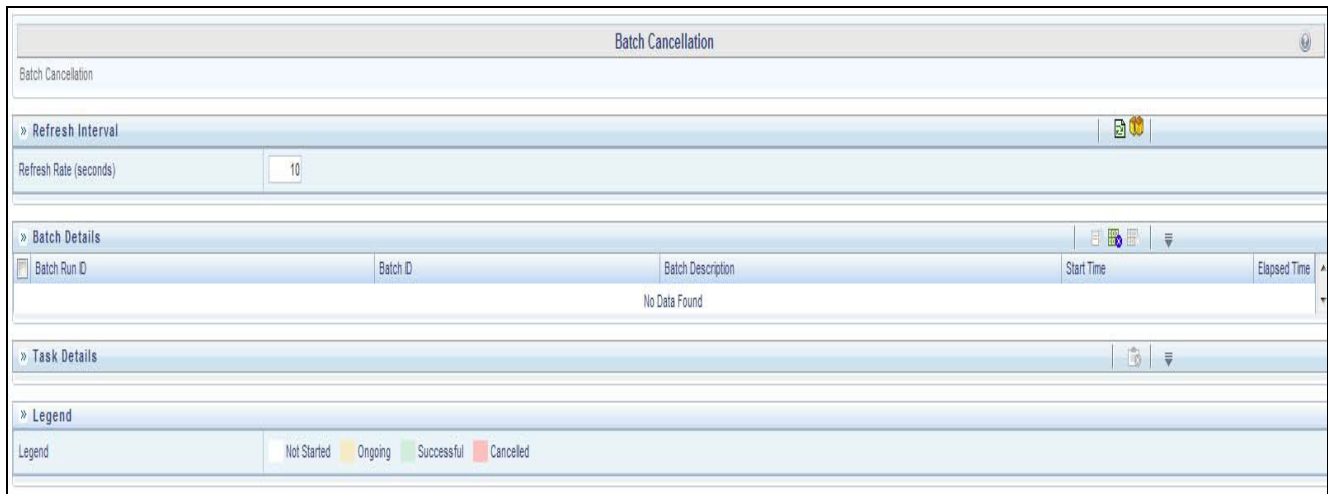 Batch Cancellation
Batch Cancellation
» Refresh Interval
Refresh Rate (seconds) 10
» Batch Details
Batch Run ID Batch ID Batch Description Start Time Elapsed Time
No Data Found
» Task Details
» Legend
Legend Not Started Ongoing Successful Cancelled